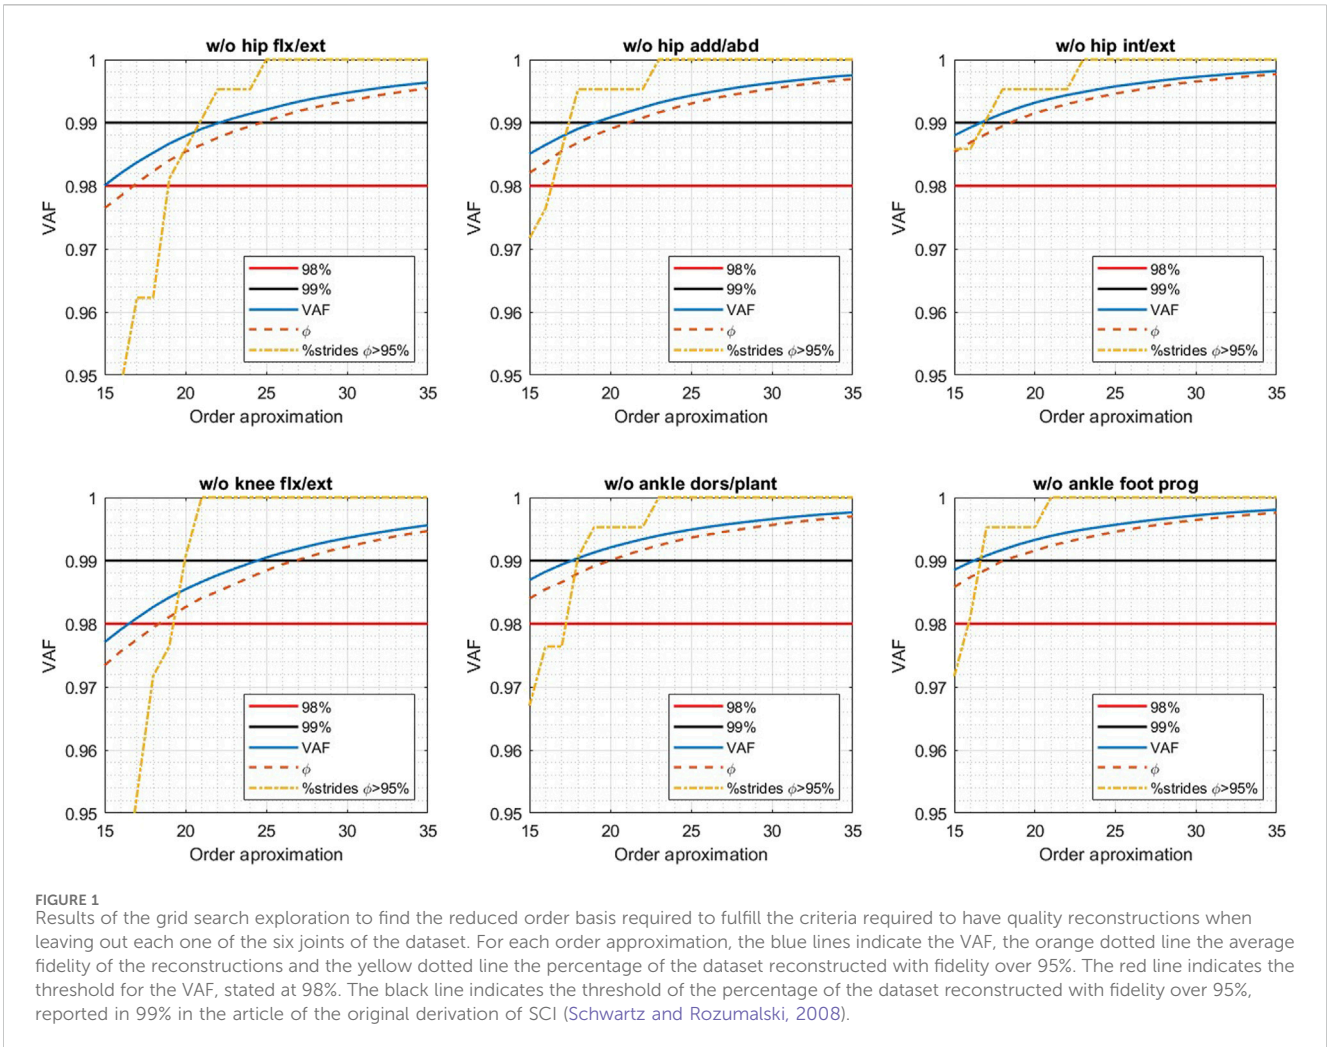 w/o hip flx/ext
1
0.99
0.98
0.97
0.96
0.95
VAF
98%
99%
VAF
ϕ
%strides ϕ>95%
15 20 25 30 35
Order aproximation
w/o hip add/abd
1
0.99
0.98
0.97
0.96
0.95
VAF
98%
99%
VAF
ϕ
%strides ϕ>95%
15 20 25 30 35
Order aproximation
w/o hip int/ext
1
0.99
0.98
0.97
0.96
0.95
VAF
98%
99%
VAF
ϕ
%strides ϕ>95%
15 20 25 30 35
Order aproximation
w/o knee flx/ext
1
0.99
0.98
0.97
0.96
0.95
VAF
98%
99%
VAF
ϕ
%strides ϕ>95%
15 20 25 30 35
Order aproximation
w/o ankle dors/plant
1
0.99
0.98
0.97
0.96
0.95
VAF
98%
99%
VAF
ϕ
%strides ϕ>95%
15 20 25 30 35
Order aproximation
w/o ankle foot prog
1
0.99
0.98
0.97
0.96
0.95
VAF
98%
99%
VAF
ϕ
%strides ϕ>95%
15 20 25 30 35
Order aproximation
FIGURE 1
Results of the grid search exploration to find the reduced order basis required to fulfill the criteria required to have quality reconstructions when
leaving out each one of the six joints of the dataset. For each order approximation, the blue lines indicate the VAF, the orange dotted line the average
fidelity of the reconstructions and the yellow dotted line the percentage of the dataset reconstructed with fidelity over 95%. The red line indicates the
threshold for the VAF, stated at 98%. The black line indicates the threshold of the percentage of the dataset reconstructed with fidelity over 95%,
reported in 99% in the article of the original derivation of SCI (Schwartz and Rozumalski, 2008).